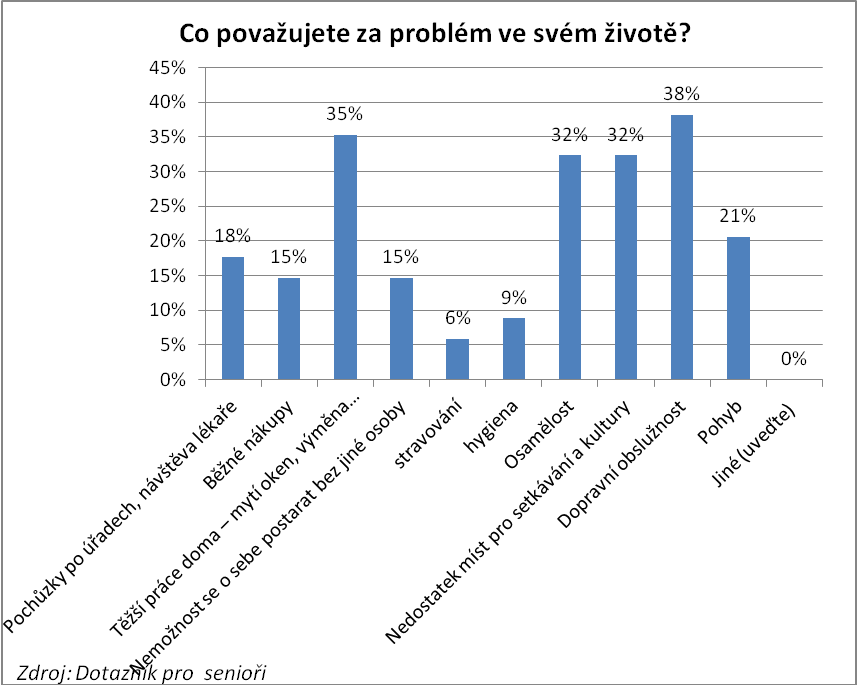 Co považujete za problém ve svém životě?
45%
40%
35%
30%
25%
20%
15%
10%
5%
0%
18%
15%
35%
15%
6%
9%
32%
32%
38%
21%
0%
Pochůzky po úřadech, návštěva lékaře
Běžné nákupy
Těžší práce doma – mytí oken, výměna…
Nemožnost se o sebe postarat bez jiné osoby
stravování
hygiena
Osamělost
Nedostatek míst pro setkávání a kultury
Dopravní obslužnost
Pohyb
Jiné (uveďte)
Zdroj: Dotazník pro senioři